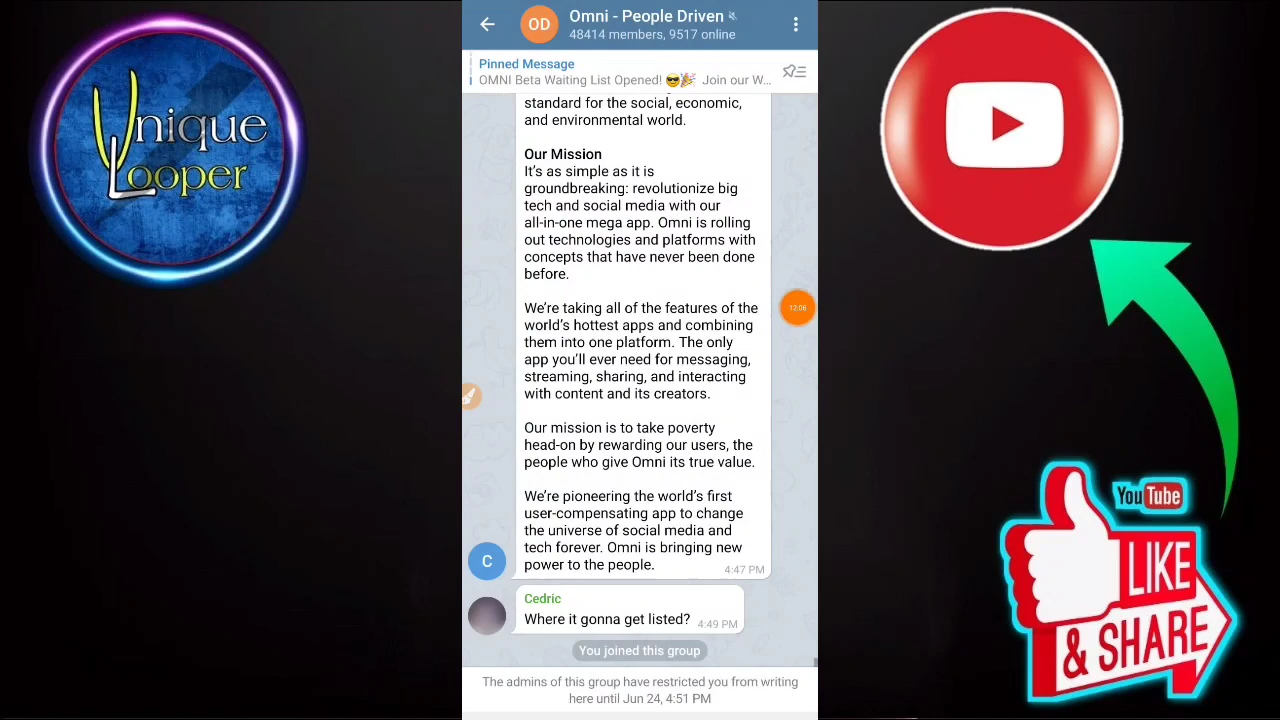 Unique
Looper
OD
Omni - People Driven
48414 members, 9517 online
Pinned Message
OMNI Beta Waiting List Opened! 😎🎉 Join our W...
standard for the social, economic,
and environmental world.
Our Mission
It's as simple as it is
groundbreaking: revolutionize big
tech and social media with our
all-in-one mega app. Omni is rolling
out technologies and platforms with
concepts that have never been done
before.
We're taking all of the features of the
world's hottest apps and combining
them into one platform. The only
app you'll ever need for messaging,
streaming, sharing, and interacting
with content and its creators.
Our mission is to take poverty
head-on by rewarding our users, the
people who give Omni its true value.
We're pioneering the world's first
user-compensating app to change
the universe of social media and
tech forever. Omni is bringing new
power to the people.
4:47 PM
C
Cedric
Where it gonna get listed?
4:49 PM
You joined this group
The admins of this group have restricted you from writing
here until Jun 24, 4:51 PM
12:06
YouTube
LIKE
& SHARE